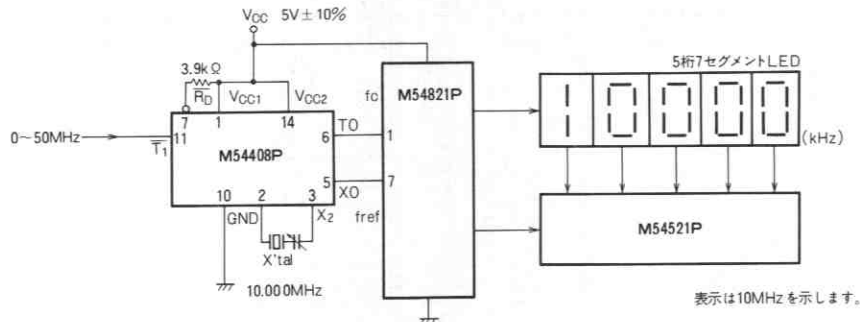 VCC 5V±10%
5桁7セグメントLED
3.9kΩ
RD
VCC1
VCC2
fc
M54821P
10000
(kHz)
7
1
14
0~50MHz
11
T1
M54408P
6
TO
1
5
XO
7
10
2
3
GND
X2
fref
M54521P
X'tal
10.000MHz
表示は10MHzを示します。